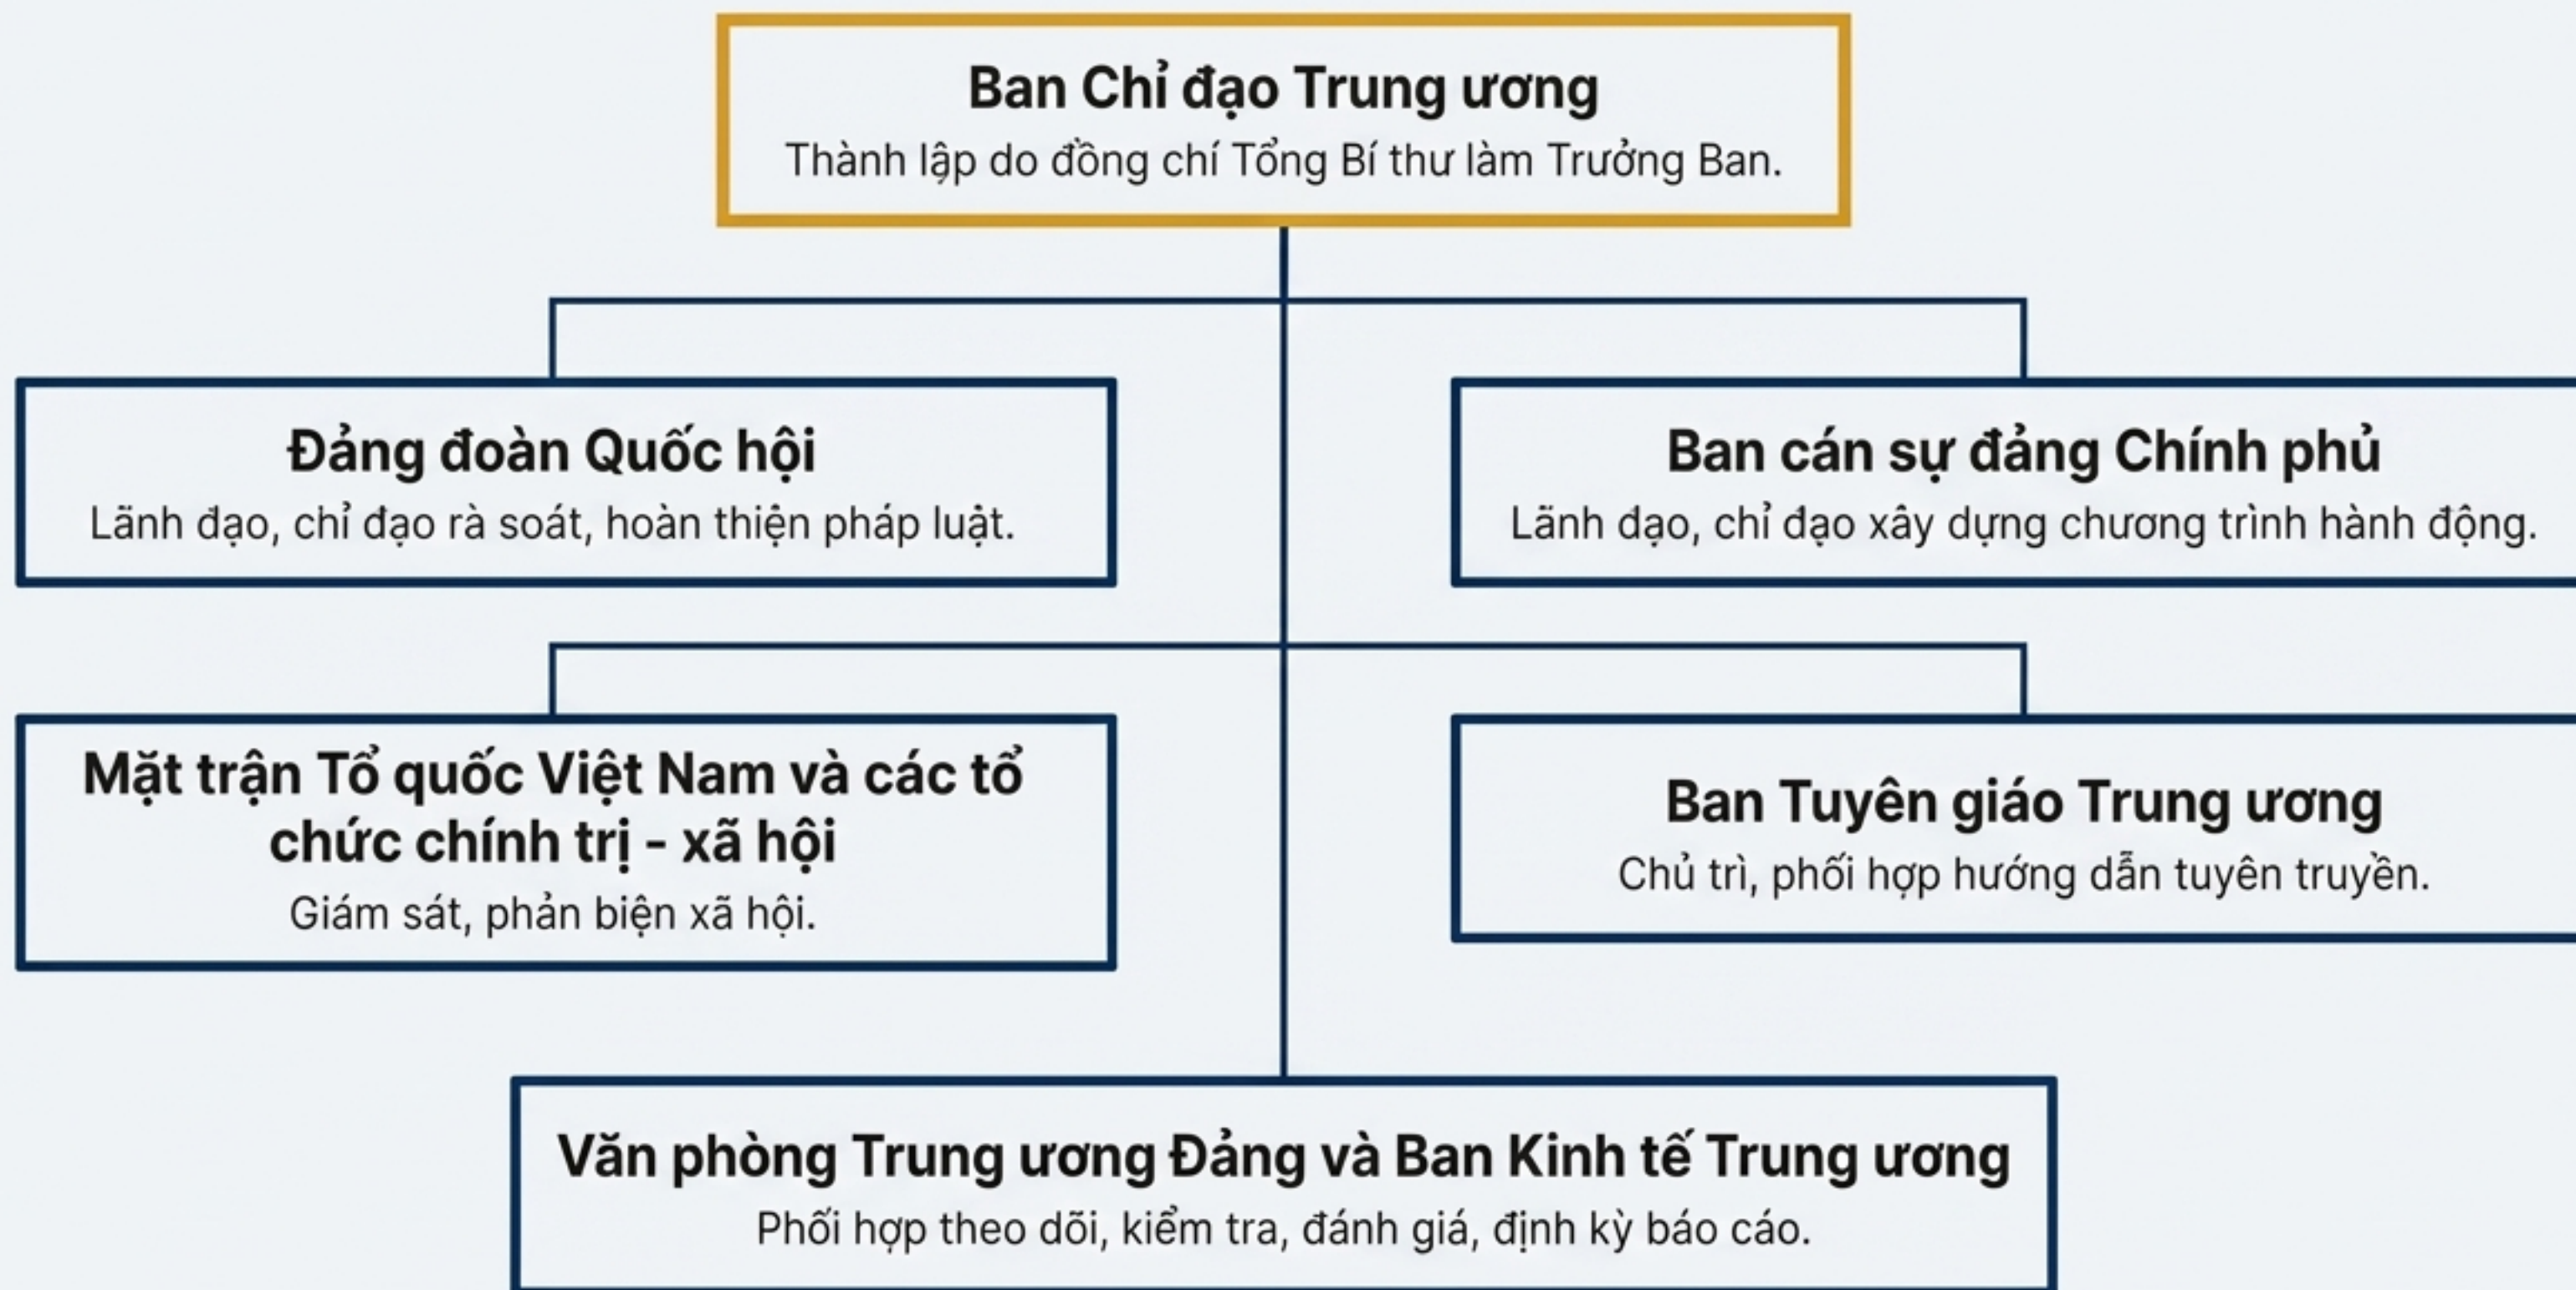 Ban Chỉ đạo Trung ương
Thành lập do đồng chí Tổng Bí thư làm Trưởng Ban.
Đảng đoàn Quốc hội
Lãnh đạo, chỉ đạo rà soát, hoàn thiện pháp luật.
Ban cán sự đảng Chính phủ
Lãnh đạo, chỉ đạo xây dựng chương trình hành động.
Mặt trận Tổ quốc Việt Nam và các tổ
chức chính trị - xã hội
Giám sát, phản biện xã hội.
Ban Tuyên giáo Trung ương
Chủ trì, phối hợp hướng dẫn tuyên truyền.
Văn phòng Trung ương Đảng và Ban Kinh tế Trung ương
Phối hợp theo dõi, kiểm tra, đánh giá, định kỳ báo cáo.